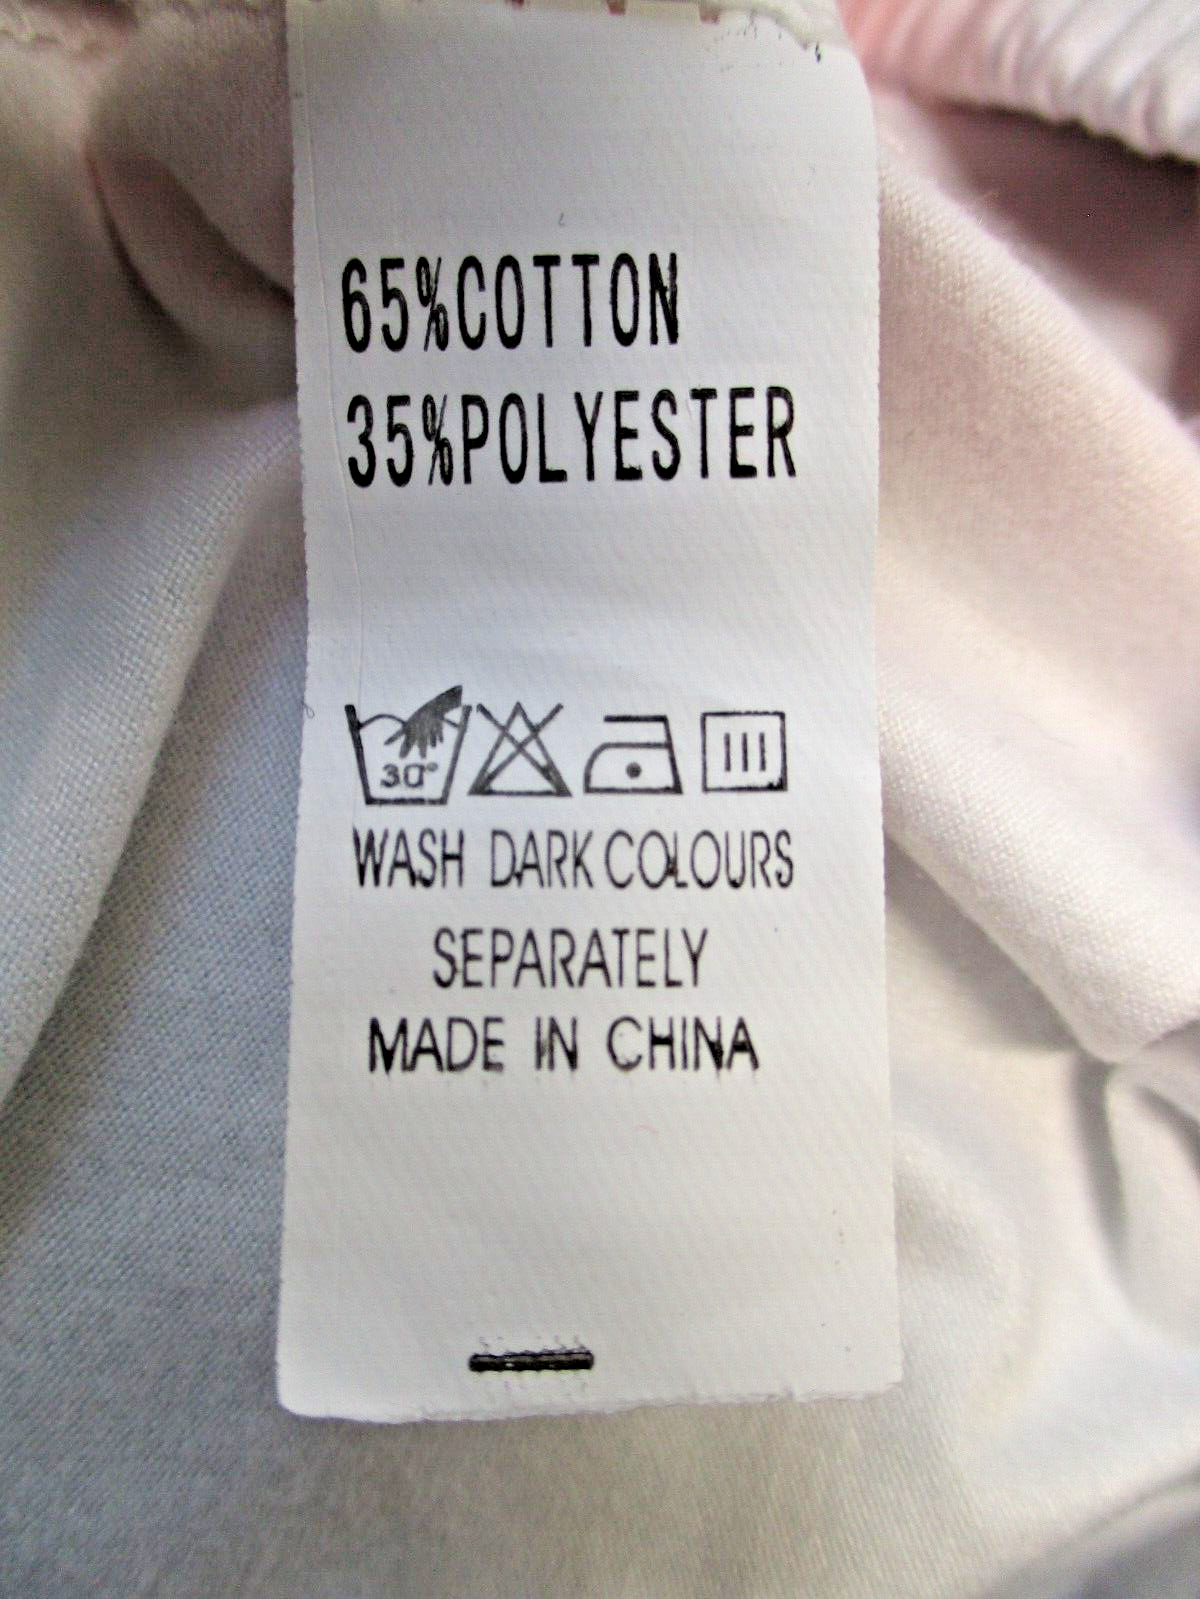 65%COTTON
35%POLYESTER
30°
WASH DARK COLOURS
SEPARATELY
MADE IN CHINA